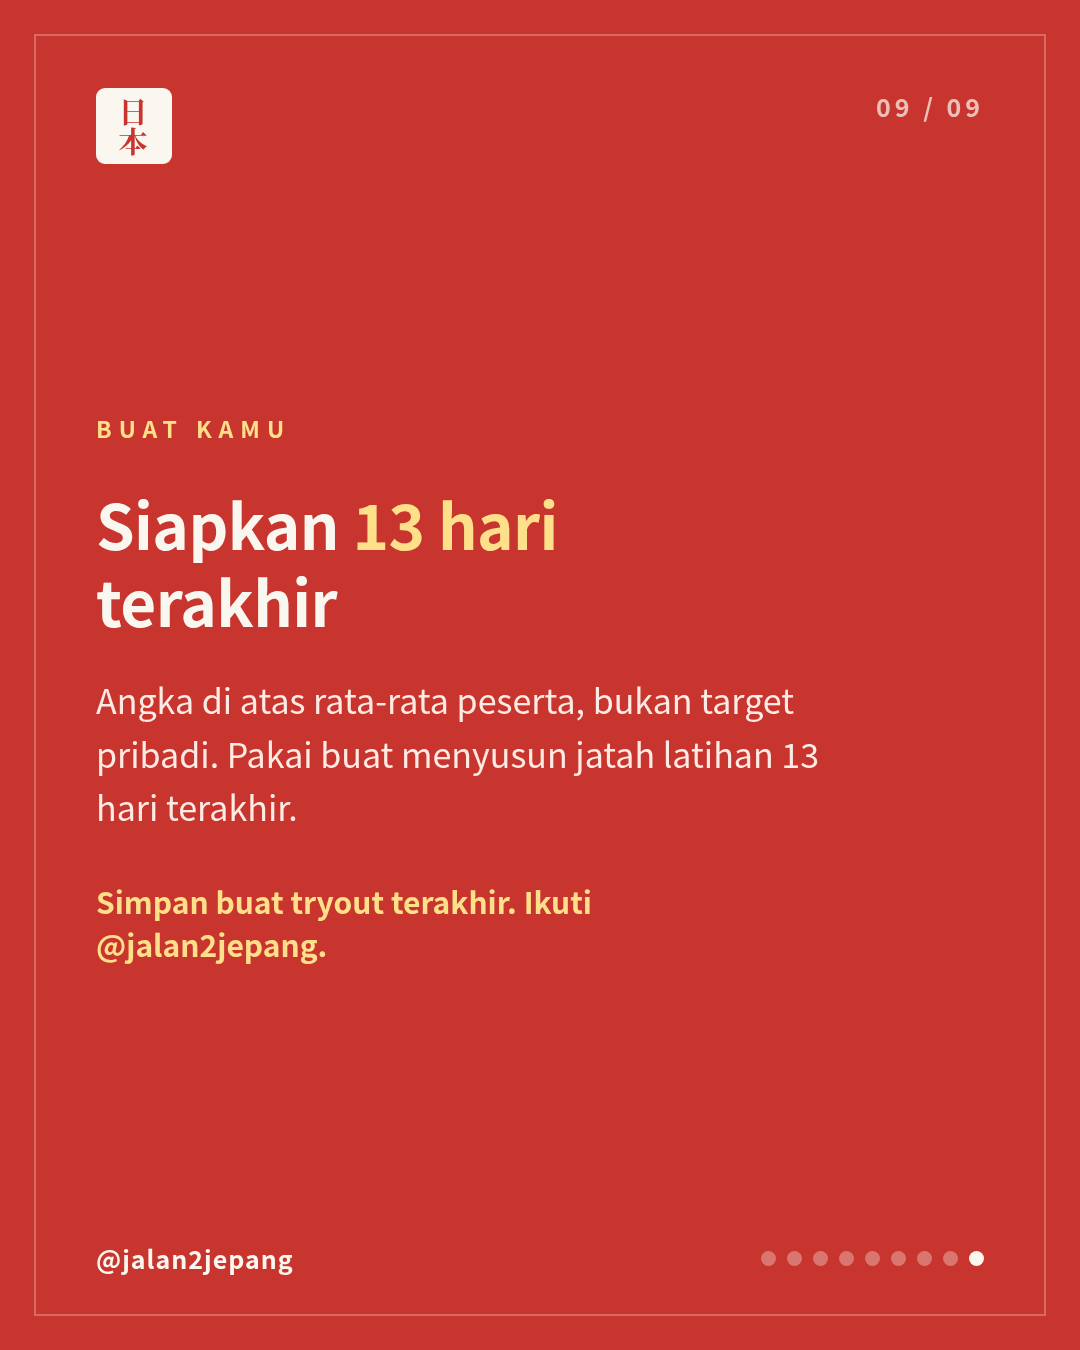 日
本
09 / 09
BUAT KAMU
Siapkan 13 hari
terakhir
Angka di atas rata-rata peserta, bukan target
pribadi. Pakai buat menyusun jatah latihan 13
hari terakhir.
Simpan buat tryout terakhir. Ikuti
@jalan2jepang.
@jalan2jepang